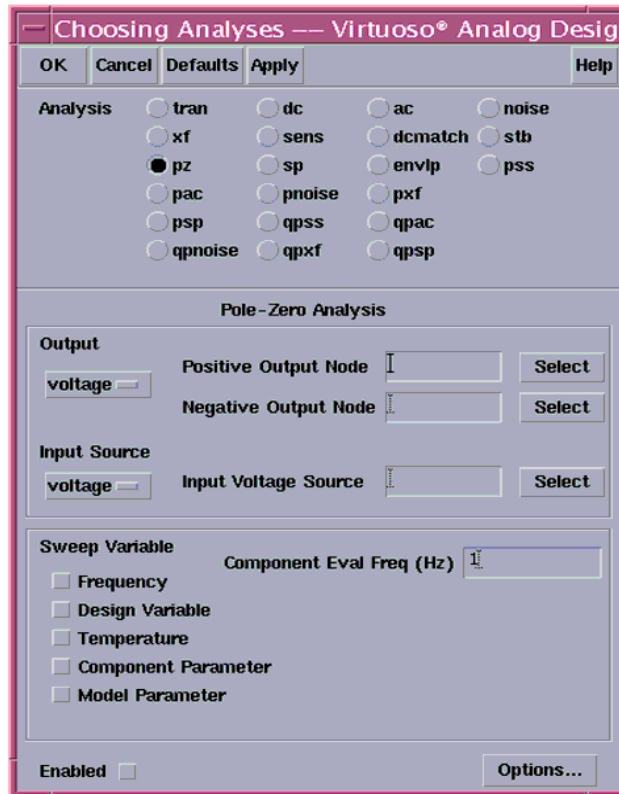 Choosing Analyses —— Virtuoso® Analog Desig
OK Cancel Defaults Apply Help
Analysis tran dc ac noise
xf sens dcmatch stb
pz sp envlp pss
pac pnoise pxf
psp qpss qpac
qpnoise qpxf qpsp
Pole-Zero Analysis
Output
voltage Positive Output Node Select
Negative Output Node Select
Input Source
voltage Input Voltage Source Select
Sweep Variable
Component Eval Freq (Hz) 1
Frequency
Design Variable
Temperature
Component Parameter
Model Parameter
Enabled Options...